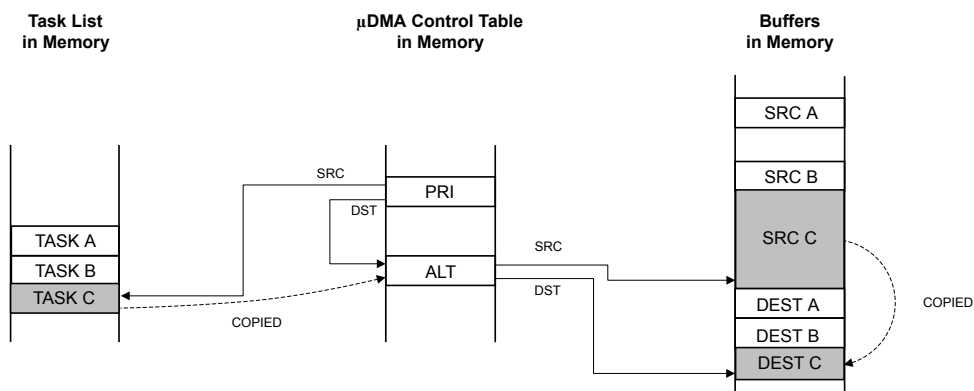 Task List
in Memory
µDMA Control Table
in Memory
Buffers
in Memory
SRC A
SRC B
SRC
PRI
DST
TASK A
TASK B
TASK C
SRC
ALT
DST
COPIED
SRC C
DEST A
DEST B
DEST C
COPIED